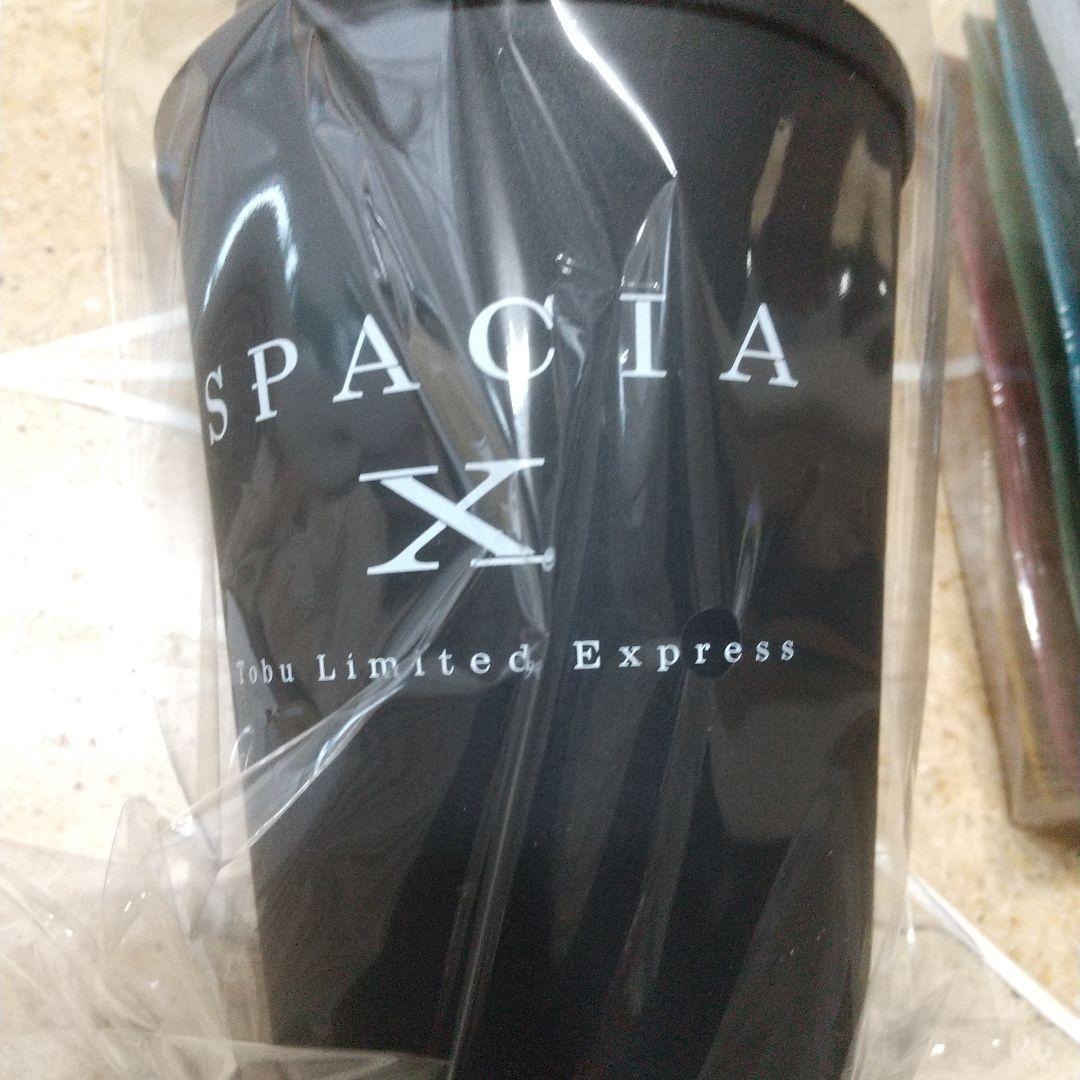 SPACIA
X
Tobu Limited Express